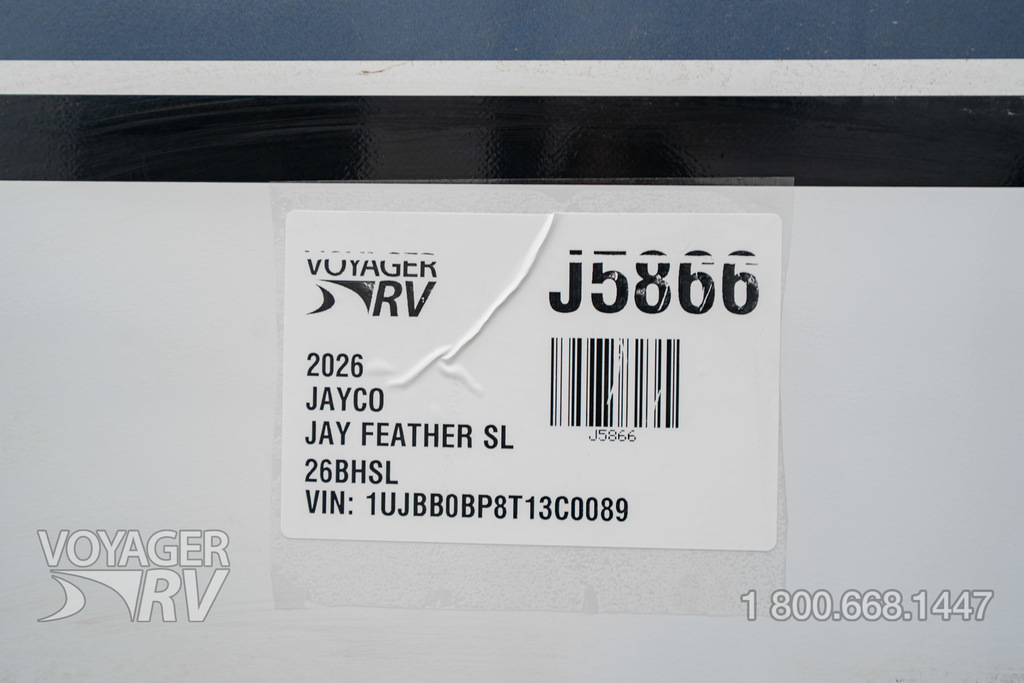 VOYAGER
RV
J5866
J5866
2026
JAYCO
JAY FEATHER SL
26BHSL
VIN: 1UJBB0BP8T13C0089
VOYAGER
RV
1 800.668.1447